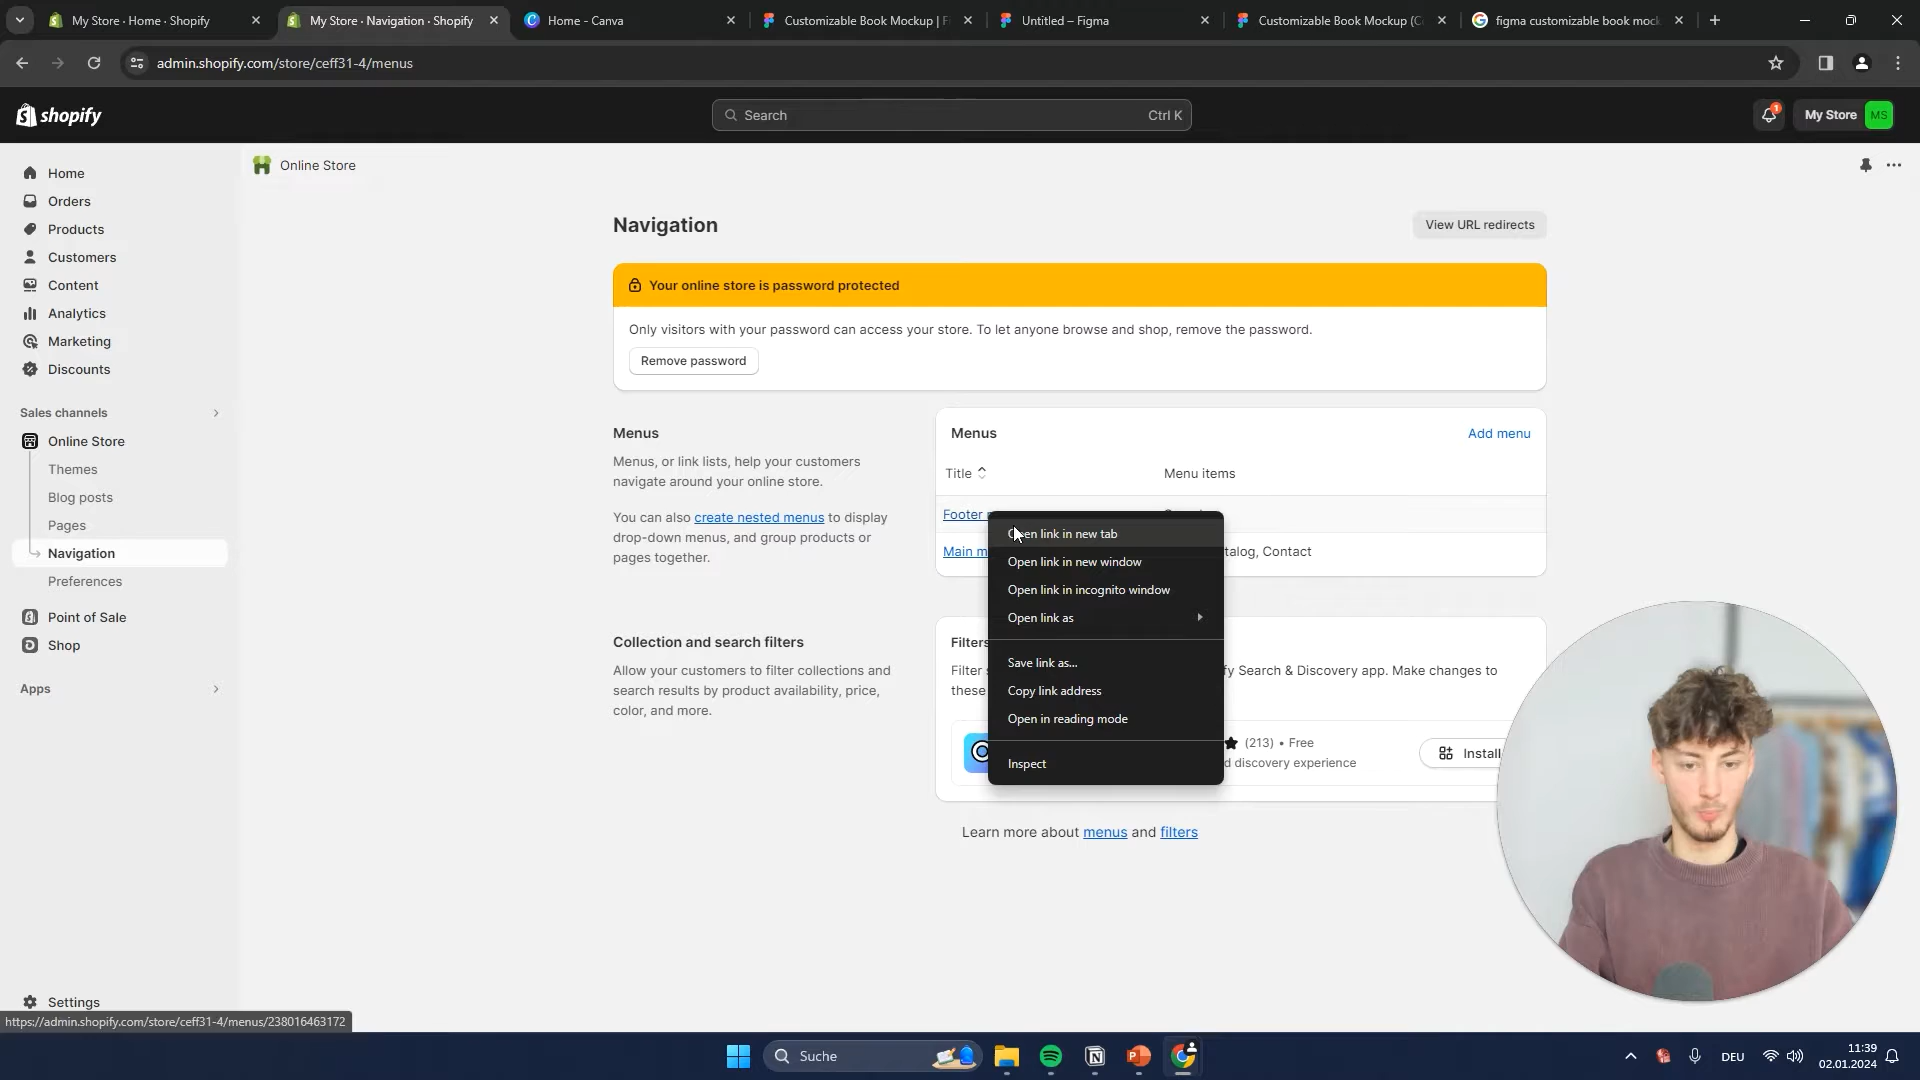 My Store · Home · Shopify
My Store · Navigation · Shopify
Home - Canva
Customizable Book Mockup | F
Untitled – Figma
Customizable Book Mockup (C
figma customizable book mock
admin.shopify.com/store/ceff31-4/menus
shopify
Search
Ctrl K
1
My Store
MS
Home
Orders
Products
Customers
Content
Analytics
Marketing
Discounts
Sales channels
Online Store
Themes
Blog posts
Pages
Navigation
Preferences
Point of Sale
Shop
Apps
Settings
https://admin.shopify.com/store/ceff31-4/menus/238016463172
Online Store
Navigation
View URL redirects
Your online store is password protected
Only visitors with your password can access your store. To let anyone browse and shop, remove the password.
Remove password
Menus
Menus, or link lists, help your customers
navigate around your online store.
You can also create nested menus to display
drop-down menus, and group products or
pages together.
Menus
Add menu
Title
Menu items
Footer
Main m
talog, Contact
Open link in new tab
Open link in new window
Open link in incognito window
Open link as
Save link as...
Copy link address
Open in reading mode
Inspect
Collection and search filters
Allow your customers to filter collections and
search results by product availability, price,
color, and more.
Filters
Filter
fy Search & Discovery app. Make changes to
these
(213) • Free
d discovery experience
Install
Learn more about menus and filters
Suche
DEU
11:39
02.01.2024